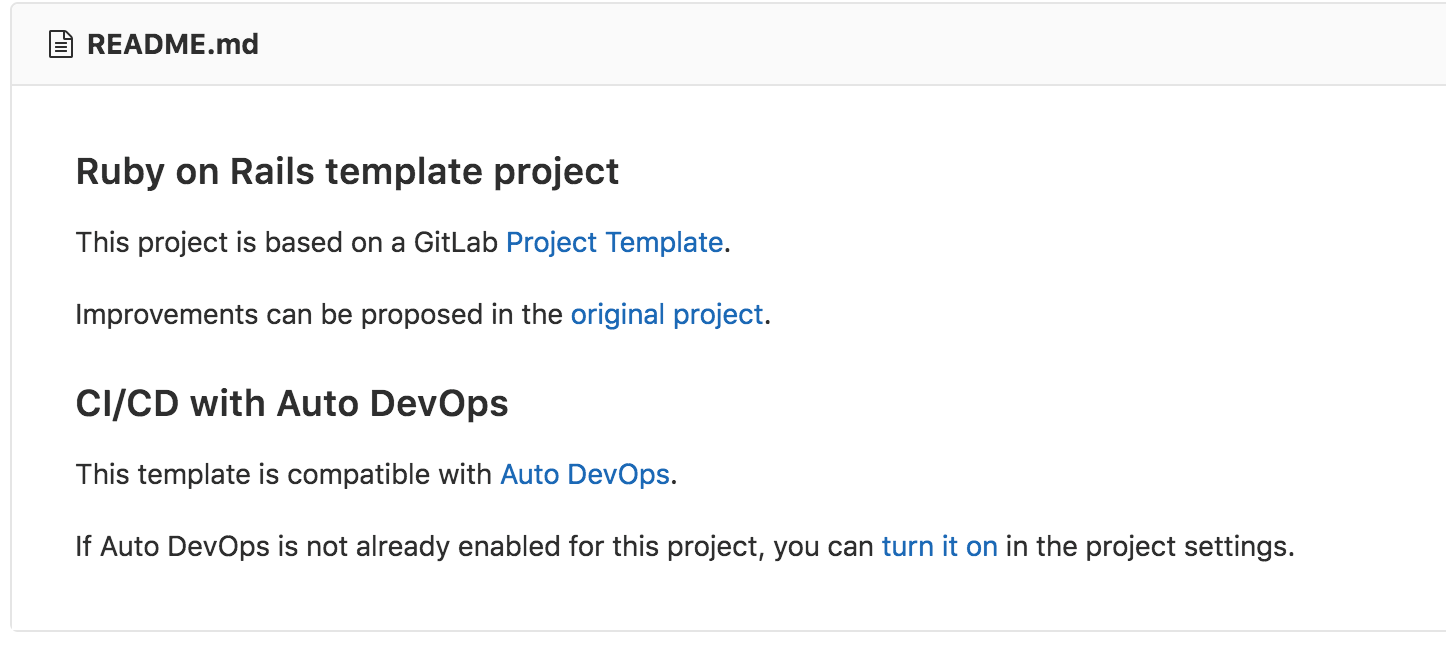 README.md
Ruby on Rails template project
This project is based on a GitLab Project Template.
Improvements can be proposed in the original project.
CI/CD with Auto DevOps
This template is compatible with Auto DevOps.
If Auto DevOps is not already enabled for this project, you can turn it on in the project settings.